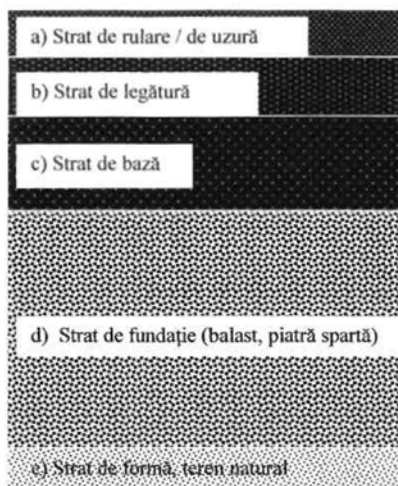 a) Strat de rulare / de uzură
b) Strat de legătură
c) Strat de bază
d) Strat de fundație (balast, piatră spartă)
e) Strat de formă, teren natural